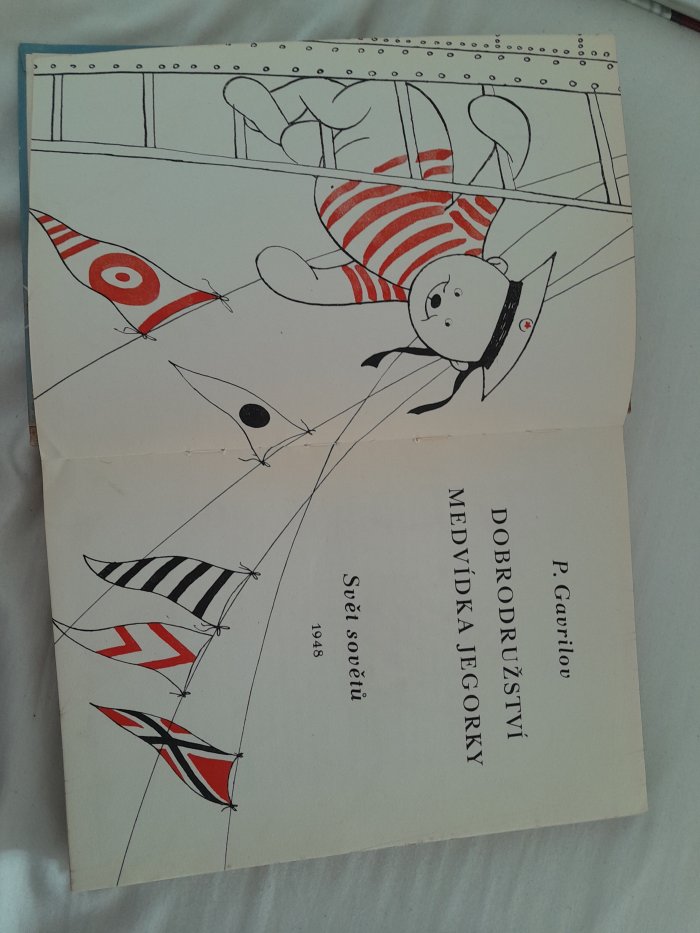 P. Gavrilov
DOBRODRUŽSTVÍ
MEDVÍDKA JEGORKY
Svět sovětů
1948